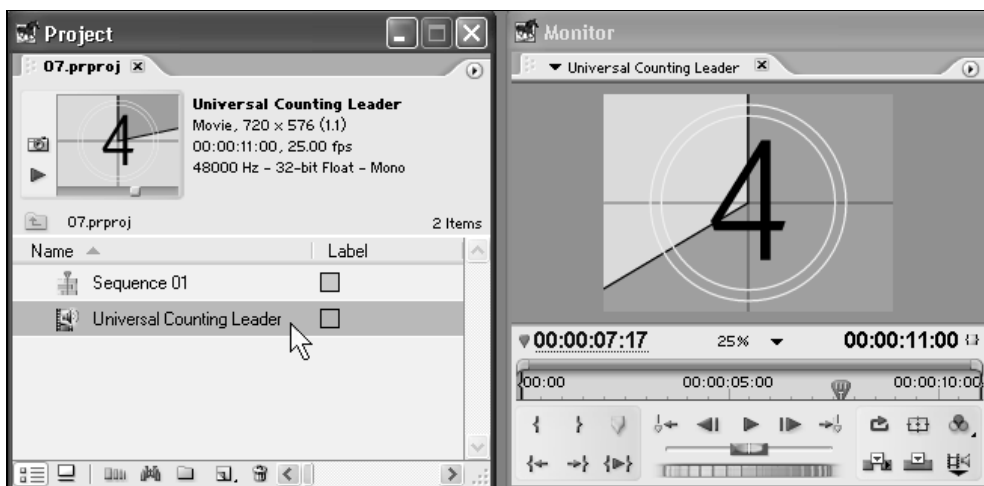 Project
07.prproj
Universal Counting Leader
Movie, 720 × 576 (1.1)
00:00:11:00, 25.00 fps
48000 Hz - 32-bit Float - Mono
4
07.prproj
2 Items
Name
Label
Sequence 01
Universal Counting Leader
Monitor
Universal Counting Leader
4
00:00:07:17
25%
00:00:11:00
00:00
00:00:05:00
00:00:10:00